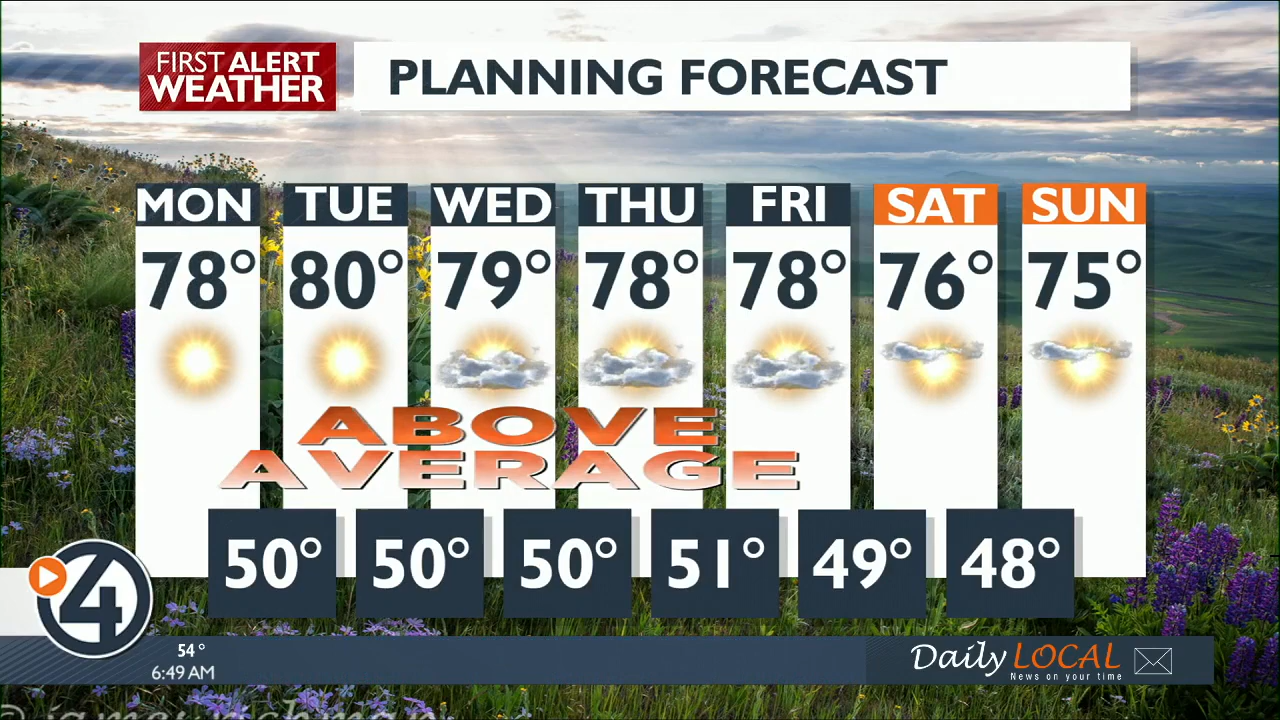 FIRST ALERT
WEATHER
PLANNING FORECAST
MON TUE WED THU FRI SAT SUN
78° 80° 79° 78° 78° 76° 75°
ABOVE
AVERAGE
50° 50° 50° 51° 49° 48°
4
54°
6:49 AM
Daily LOCAL
News on your time